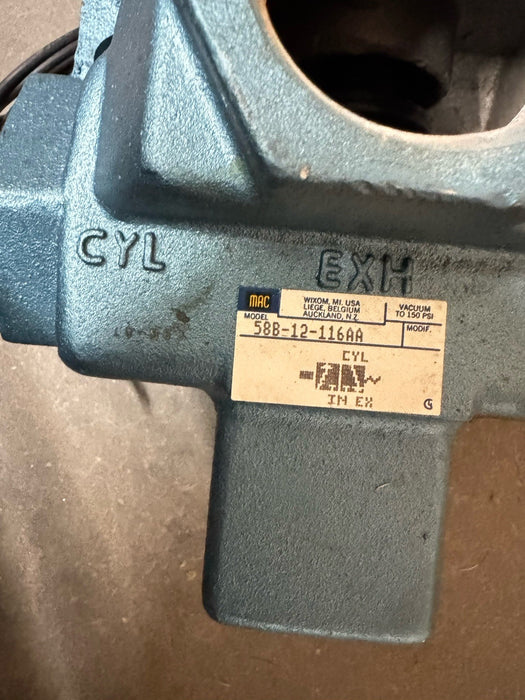 CYL
EXH
MAC
WIXOM, MI. USA
LIEGE, BELGIUM
AUCKLAND, N.Z.
VACUUM
TO 150 PSI
MODEL
58B-12-116AA
MODIF.
CYL
IN EX